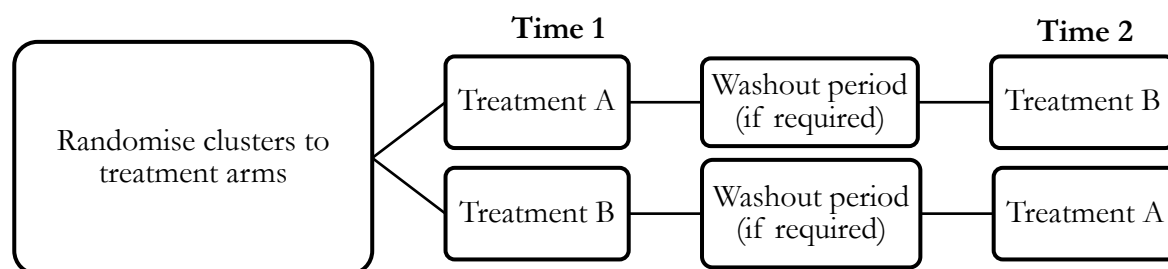 Time 1
Time 2
Randomise clusters to
treatment arms
Treatment A
Washout period
(if required)
Treatment B
Treatment B
Washout period
(if required)
Treatment A